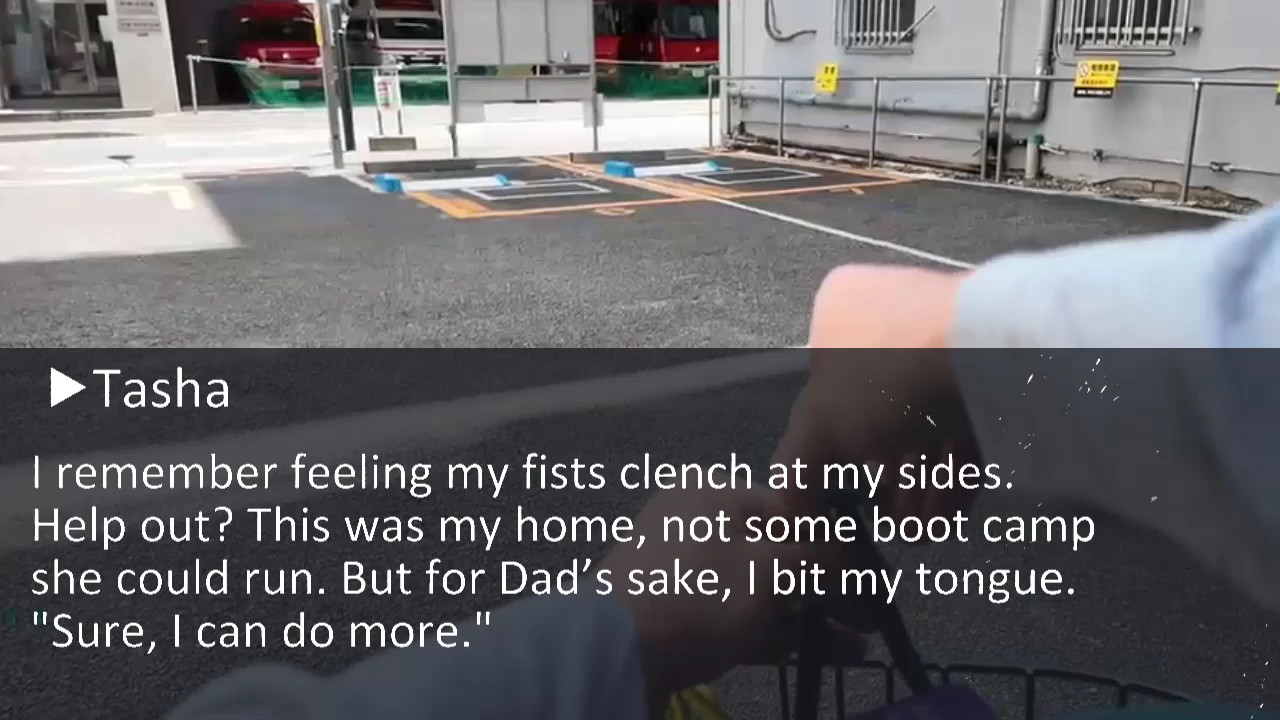 ▶Tasha
I remember feeling my fists clench at my sides.
Help out? This was my home, not some boot camp
she could run. But for Dad’s sake, I bit my tongue.
"Sure, I can do more."